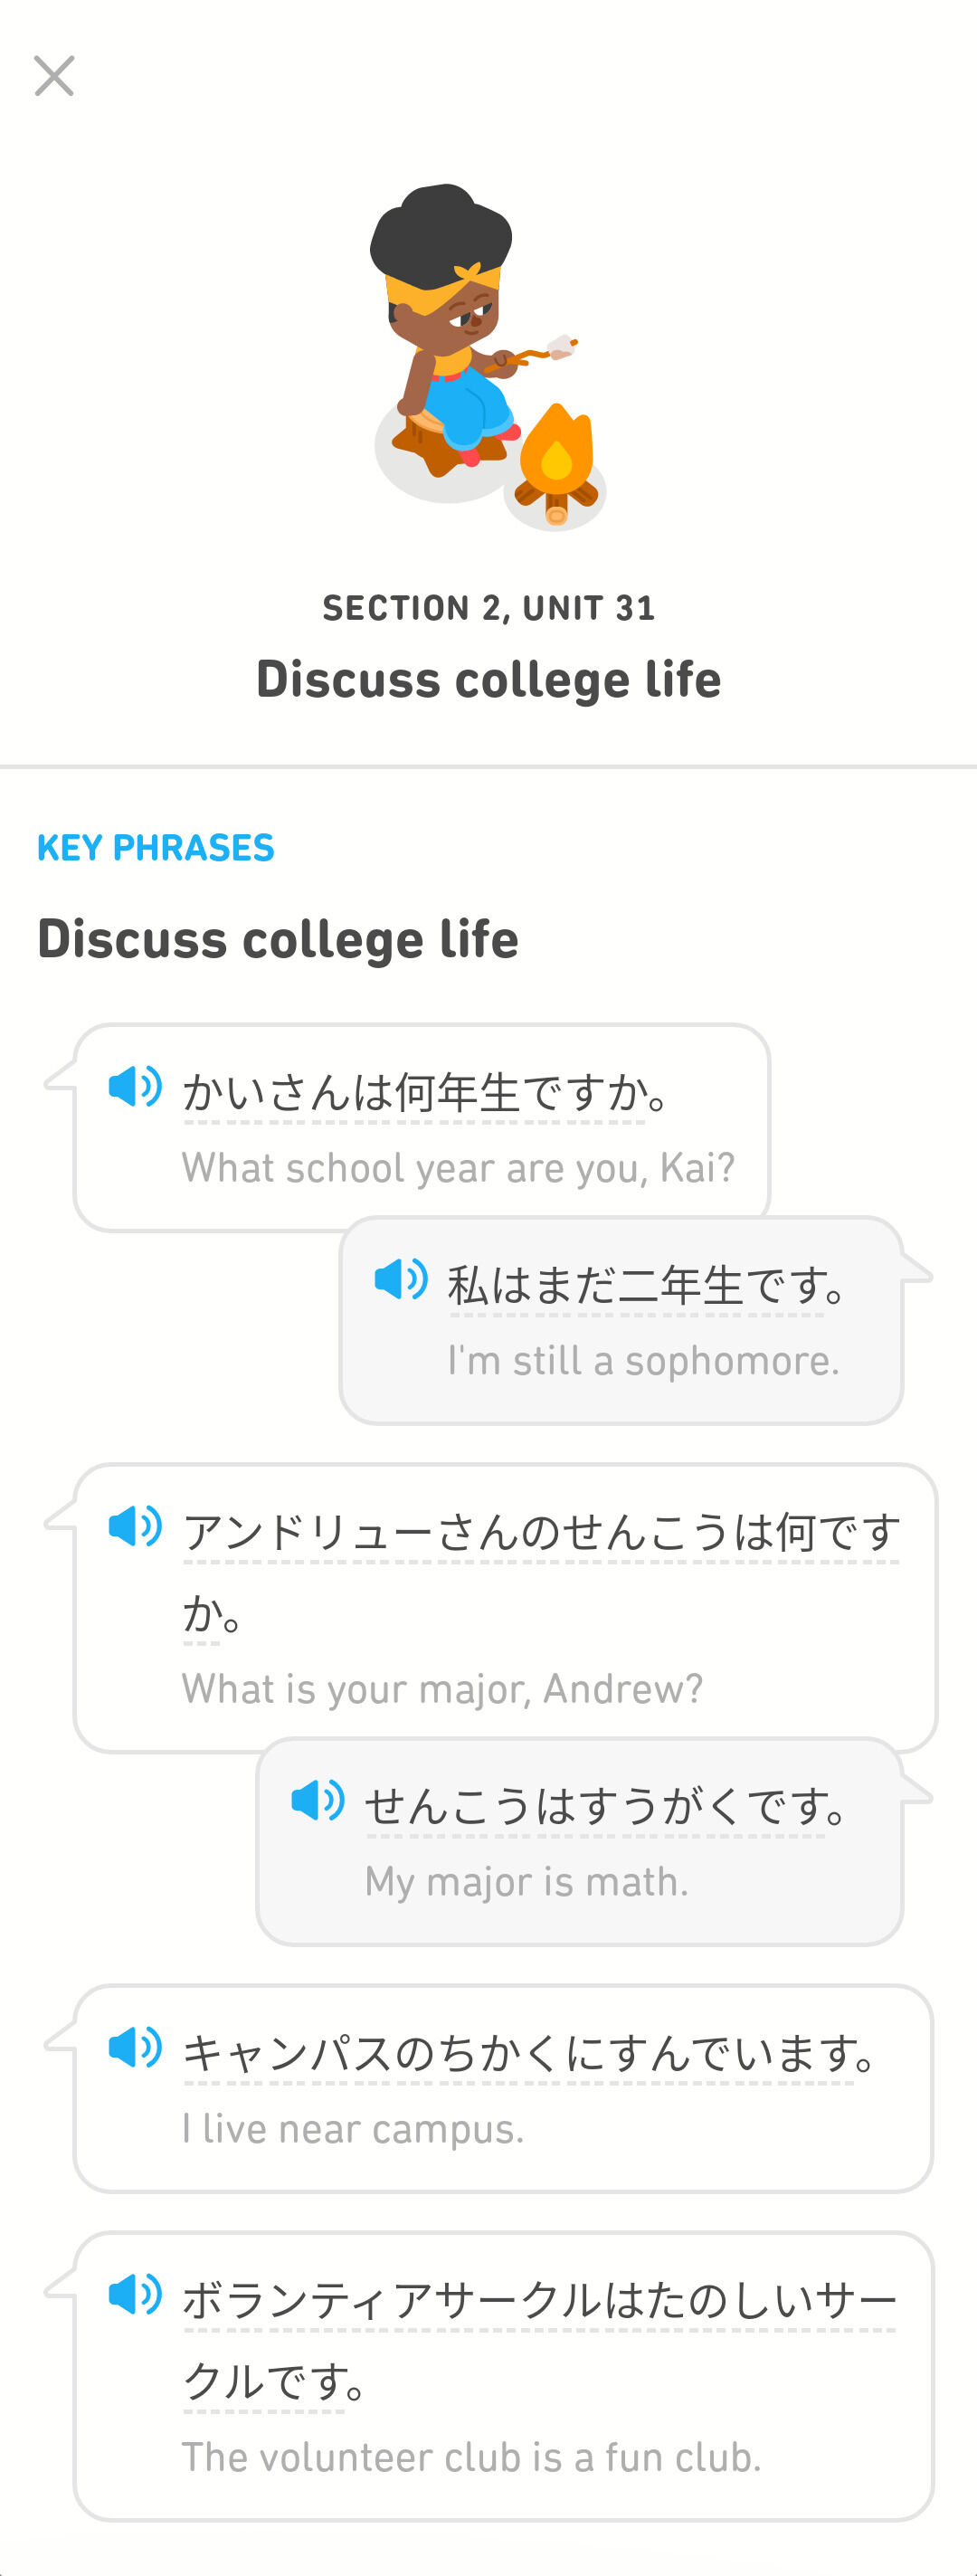 SECTION 2, UNIT 31
Discuss college life
KEY PHRASES
Discuss college life
かいさんは何年生ですか。
What school year are you, Kai?
私はまだ二年生です。
I'm still a sophomore.
アンドリューさんのせんこうは何です
か。
What is your major, Andrew?
せんこうはすうがくです。
My major is math.
キャンパスのちかくにすんでいます。
I live near campus.
ボランティアサークルはたのしいサー
クルです。
The volunteer club is a fun club.